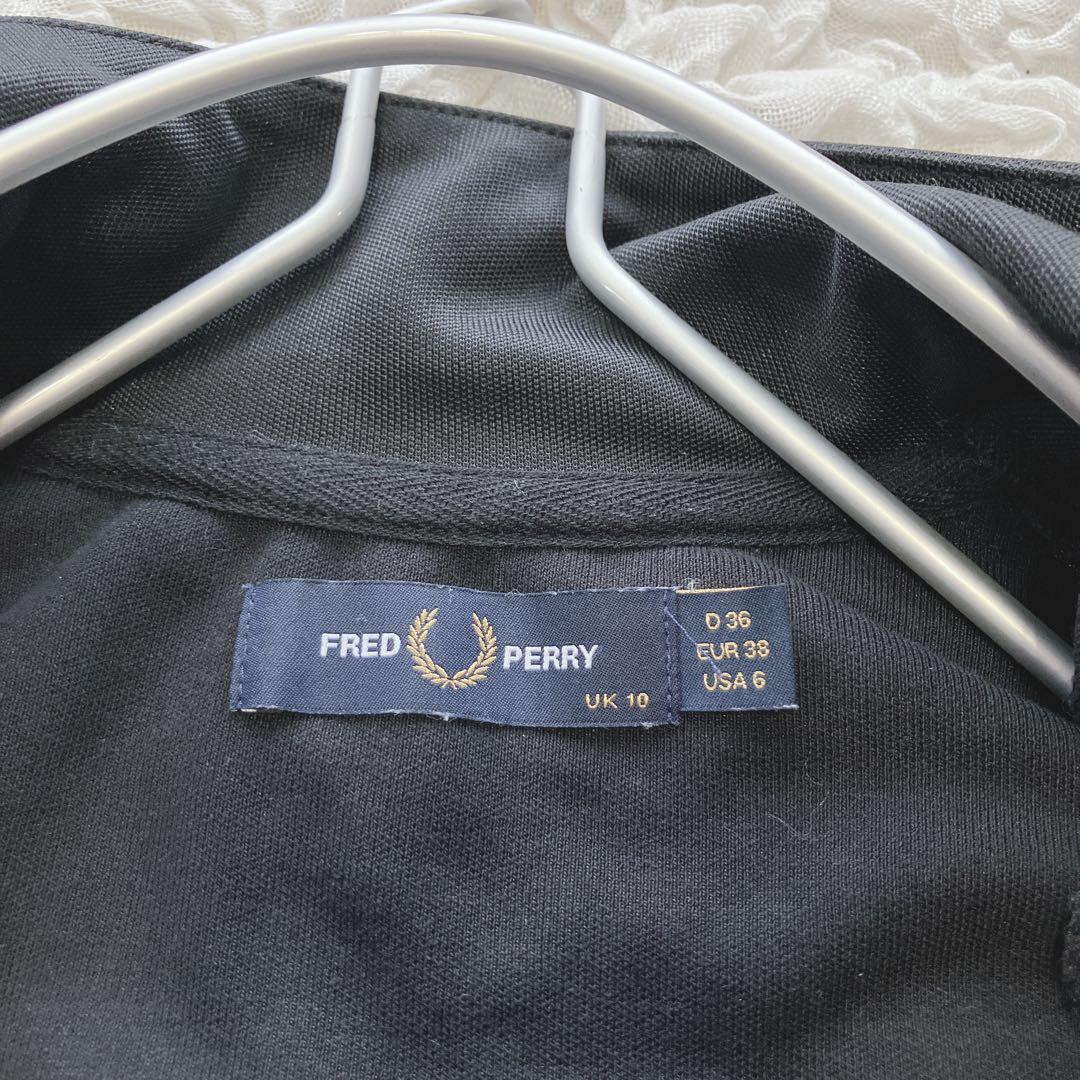 FRED PERRY
UK 10
D 36
EUR 38
USA 6